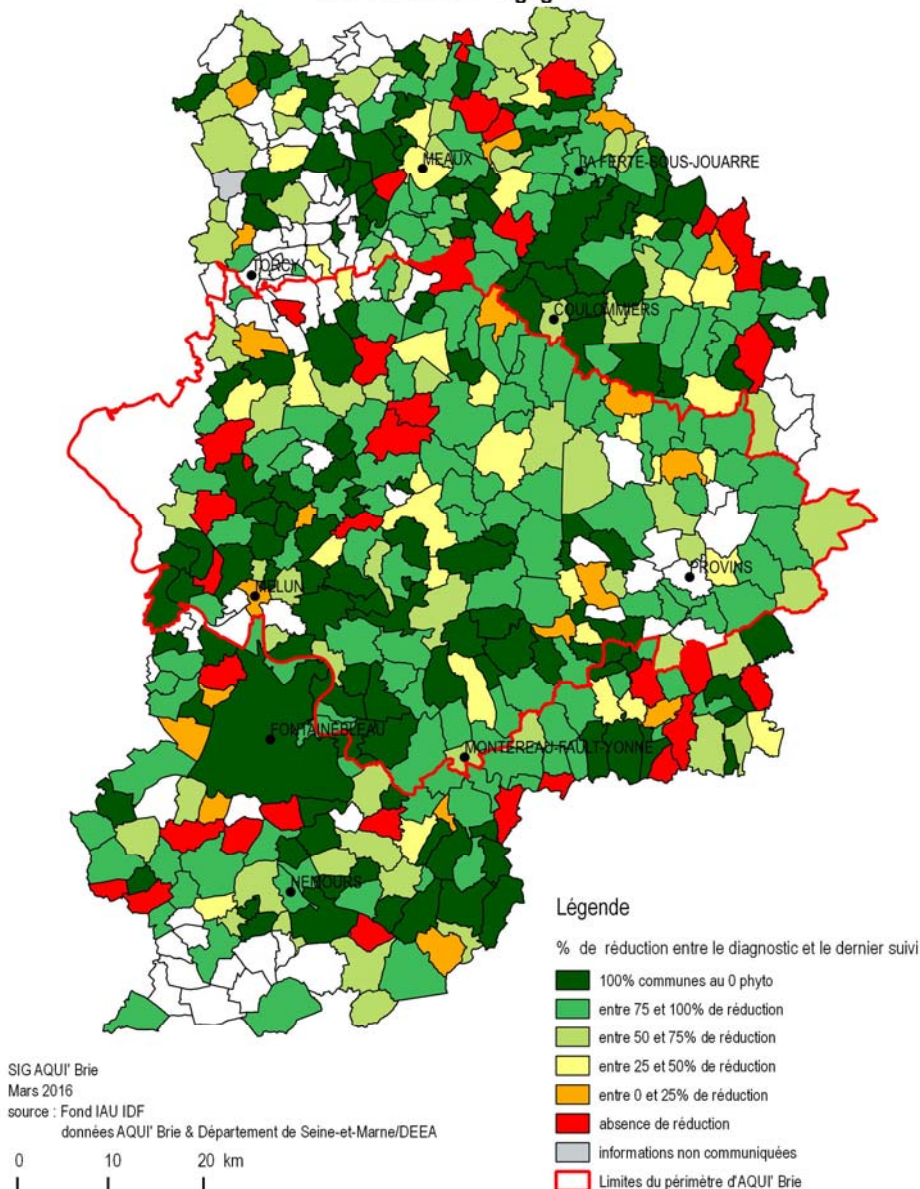 MEAUX
LA FERTE-SOUS-JOUARRE
TORCY
COULOMMIERS
PROVINS
MELUN
FONTAINEBLEAU
MONTEREAU-FAULT-YONNE
NEMOURS
Légende
% de réduction entre le diagnostic et le dernier suivi
100% communes au 0 phyto
entre 75 et 100% de réduction
entre 50 et 75% de réduction
entre 25 et 50% de réduction
entre 0 et 25% de réduction
absence de réduction
informations non communiquées
Limites du périmètre d'AQUI' Brie
SIG AQUI' Brie
Mars 2016
source : Fond IAU IDF
données AQUI' Brie & Département de Seine-et-Marne/DEEA
0 10 20 km